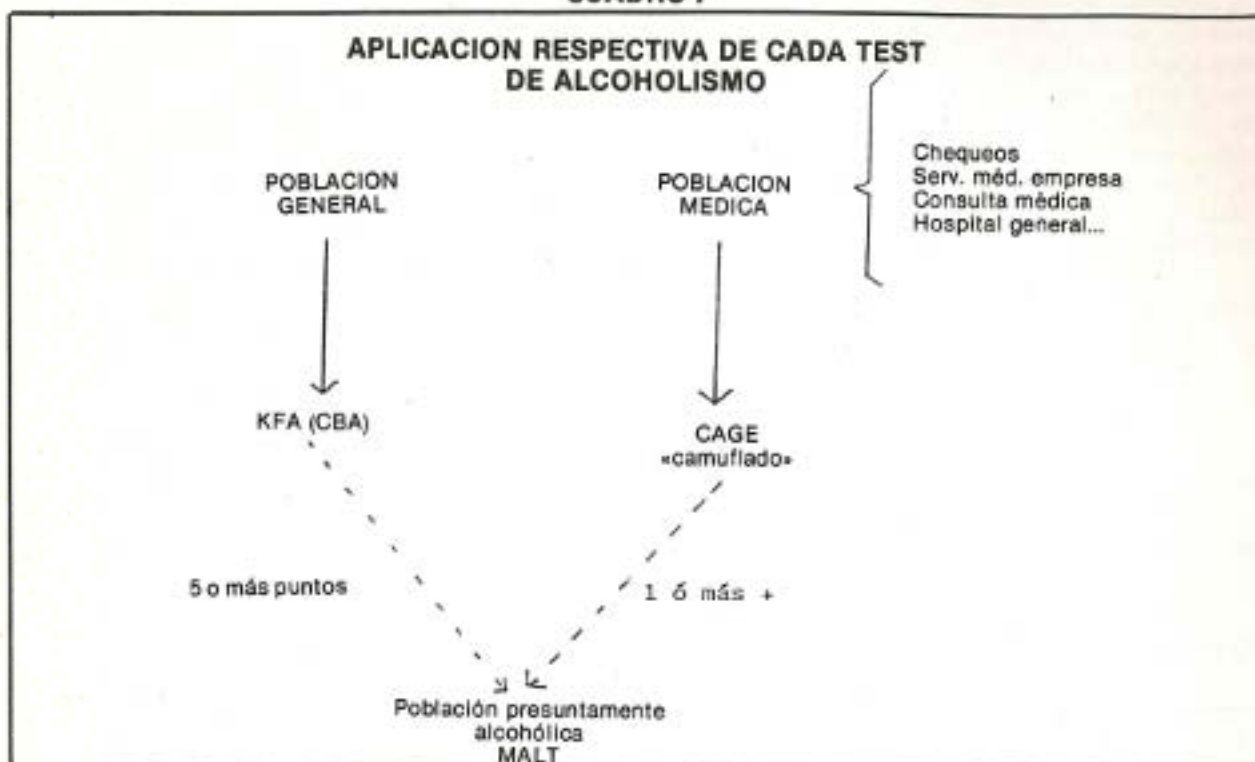 APLICACION RESPECTIVA DE CADA TEST
DE ALCOHOLISMO
POBLACION
GENERAL
POBLACION
MEDICA
Chequeos
Serv. méd. empresa
Consulta médica
Hospital general...
KFA (CBA)
CAGE
«camuflado»
5 o más puntos
1 ó más +
Población presuntamente
alcohólica
MALT